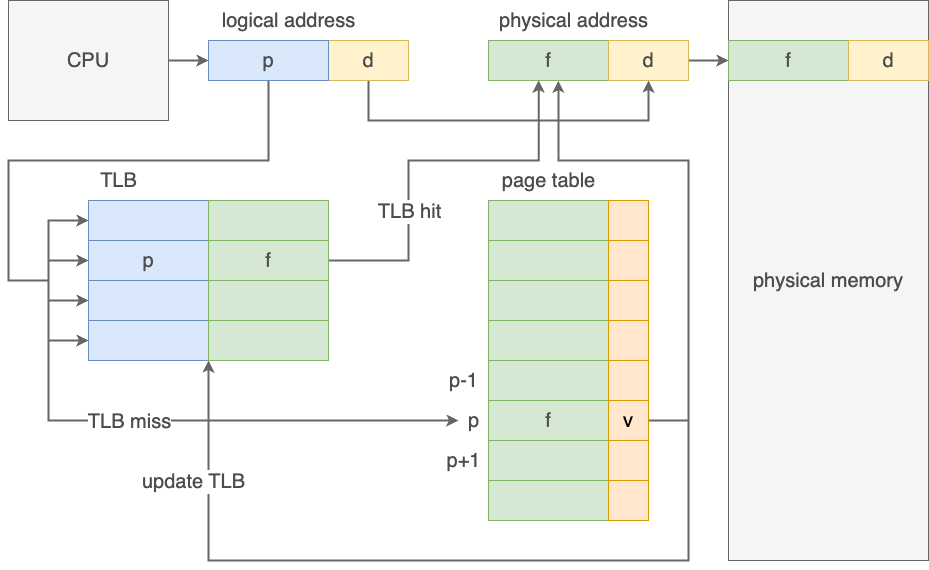 logical address
physical address
CPU
p
d
f
d
f
d
TLB
page table
TLB hit
p
f
physical memory
p-1
TLB miss
p
f
v
p+1
update TLB